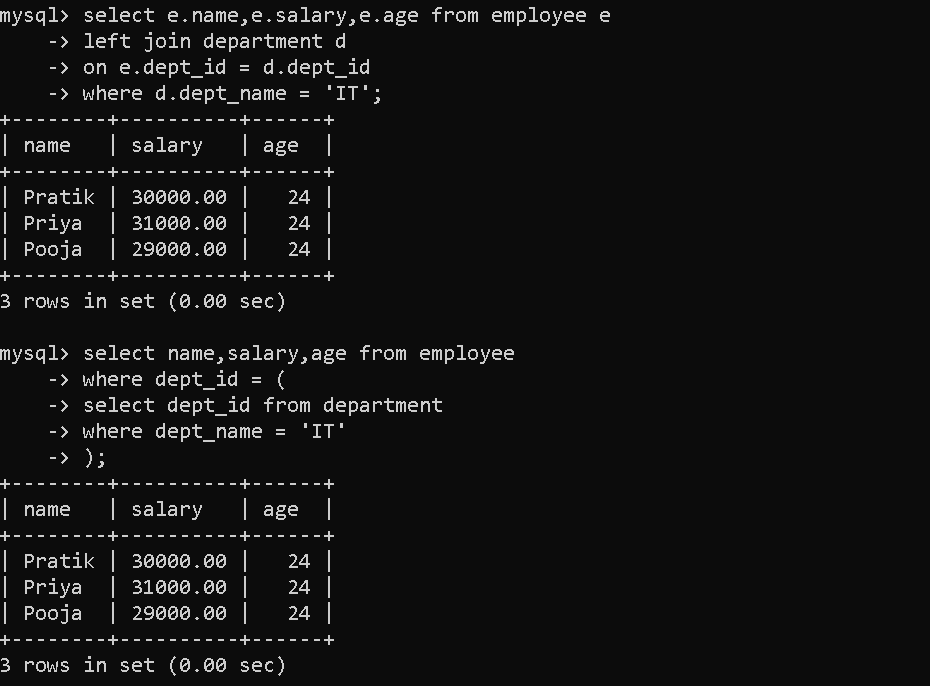 mysql> select e.name,e.salary,e.age from employee e
    -> left join department d
    -> on e.dept_id = d.dept_id
    -> where d.dept_name = 'IT';
+--------+----------+------+
| name   | salary   | age  |
+--------+----------+------+
| Pratik | 30000.00 |   24 |
| Priya  | 31000.00 |   24 |
| Pooja  | 29000.00 |   24 |
+--------+----------+------+
3 rows in set (0.00 sec)

mysql> select name,salary,age from employee
    -> where dept_id = (
    -> select dept_id from department
    -> where dept_name = 'IT'
    -> );
+--------+----------+------+
| name   | salary   | age  |
+--------+----------+------+
| Pratik | 30000.00 |   24 |
| Priya  | 31000.00 |   24 |
| Pooja  | 29000.00 |   24 |
+--------+----------+------+
3 rows in set (0.00 sec)